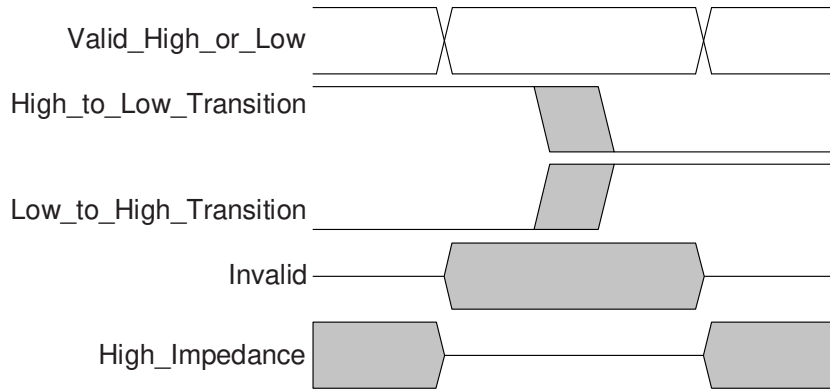 Valid_High_or_Low
High_to_Low_Transition
Low_to_High_Transition
Invalid
High_Impedance